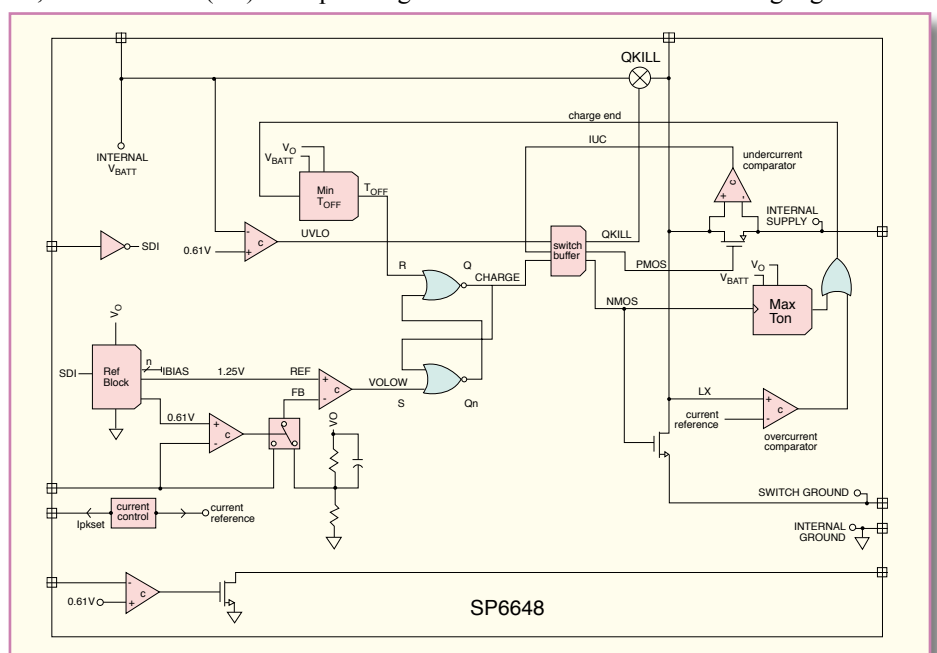 QKILL
charge end
IUC
INTERNAL
VBATT
VO
VBATT
Min
TOFF
TOFF
undercurrent
comparator
+ c -
INTERNAL
SUPPLY
SDI
0.61V
-
+
c
UVLO
switch
buffer
QKILL
PMOS
R
Q
CHARGE
NMOS
VO
VBATT
Max
Ton
VO
SDI
Ref
Block
n
IBIAS
1.25V
REF
FB
+
-
c
VOLOW
S
Qn
0.61V
+
-
c
VO
LX
current
reference
+
-
c
overcurrent
comparator
Ipkset
current
control
current
reference
SWITCH GROUND
INTERNAL
GROUND
0.61V
-
+
c
SP6648